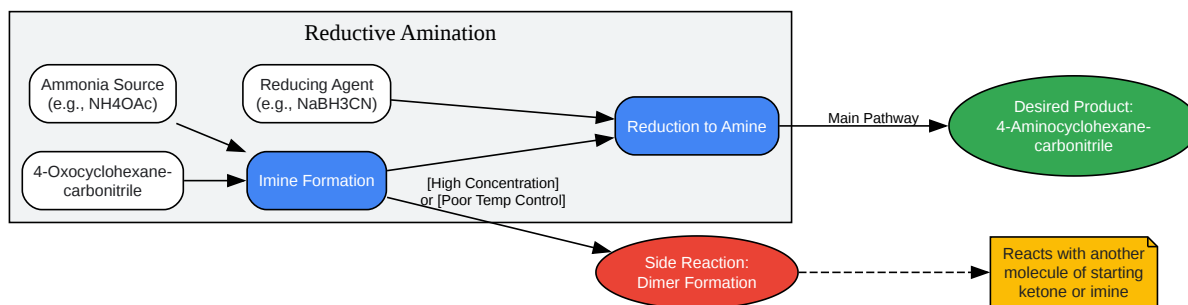 Reductive Amination
Ammonia Source
(e.g., NH4OAc)
Reducing Agent
(e.g., NaBH3CN)
4-Oxocyclohexane-
carbonitrile
Imine Formation
Reduction to Amine
Main Pathway
Desired Product:
4-Aminocyclohexane-
carbonitrile
[High Concentration]
or [Poor Temp Control]
Side Reaction:
Dimer Formation
Reacts with another
molecule of starting
ketone or imine